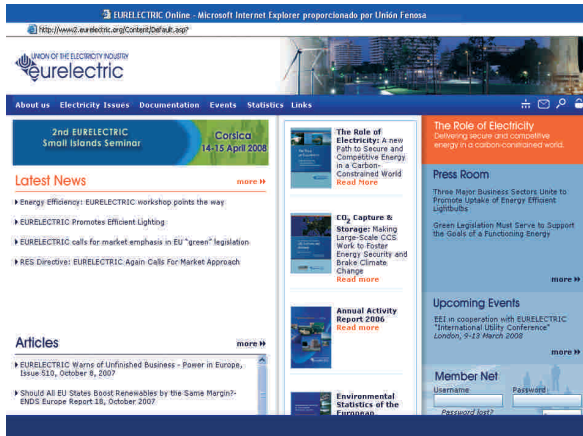 EURELECTRIC Online - Microsoft Internet Explorer proporcionado por Unión Fenosa
http://www2.eurelectric.org/Content/Default.asp?
UNION OF THE ELECTRICITY INDUSTRY
eurelectric
About us Electricity Issues Documentation Events Statistics Links
2nd EURELECTRIC
Small Islands Seminar
Corsica
14-15 April 2008
Latest News
more
Energy Efficiency: EURELECTRIC workshop points the way
EURELECTRIC Promotes Efficient Lighting
EURELECTRIC calls for market emphasis in EU "green" legislation
RES Directive: EURELECTRIC Again Calls For Market Approach
Articles
more
EURELECTRIC Warns of Unfinished Business - Power in Europe,
Issue 510, October 8, 2007
Should All EU States Boost Renewables by the Same Margin?-
ENDS Europe Report 18, October 2007
The Role of
Electricity: A new
Path to Secure and
Competitive Energy
in a Carbon-
Constrained World
Read More
CO2 Capture &
Storage: Making
Large-Scale CCS
Work to Foster
Energy Security and
Brake Climate
Change
Read more
Annual Activity
Report 2006
Read more
Environmental
Statistics of the
European
The Role of Electricity
Delivering secure and competitive
energy in a carbon-constrained world.
Press Room
Three Major Business Sectors Unite to
Promote Uptake of Energy Efficient
Lightbulbs
Green Legislation Must Serve to Support
the Goals of a Functioning Energy
more
Upcoming Events
EEI in cooperation with EURELECTRIC
"International Utility Conference"
London, 9-13 March 2008
more
Member Net
Username Password:
Password lost?